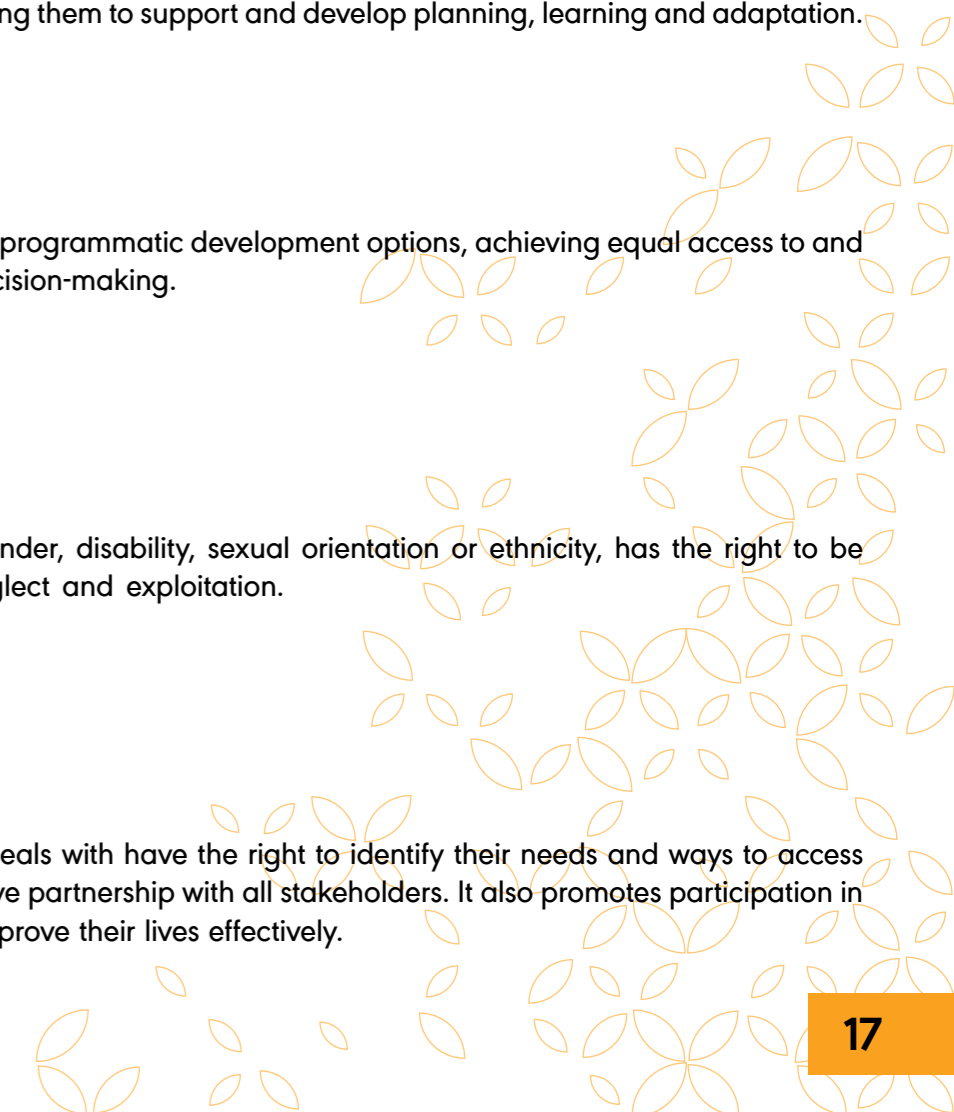 ng them to support and develop planning, learning and adaptation.
programmatic development options, achieving equal access to and
cision-making.
nder, disability, sexual orientation or ethnicity, has the right to be
glect and exploitation.
eals with have the right to identify their needs and ways to access
ve partnership with all stakeholders. It also promotes participation in
prove their lives effectively.
17